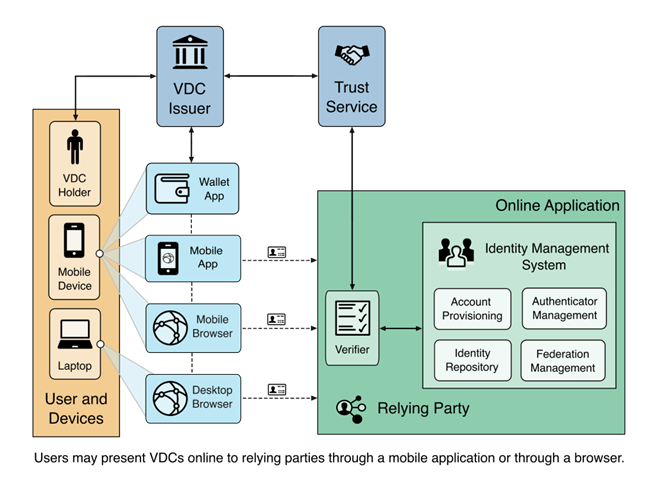 VDC
Issuer
Trust
Service
VDC
Holder
Wallet
App
Mobile
Device
Mobile
App
Mobile
Browser
Laptop
Desktop
Browser
User and
Devices
Online Application
Identity Management
System
Account
Provisioning
Authenticator
Management
Identity
Repository
Federation
Management
Verifier
Relying Party
Users may present VDCs online to relying parties through a mobile application or through a browser.